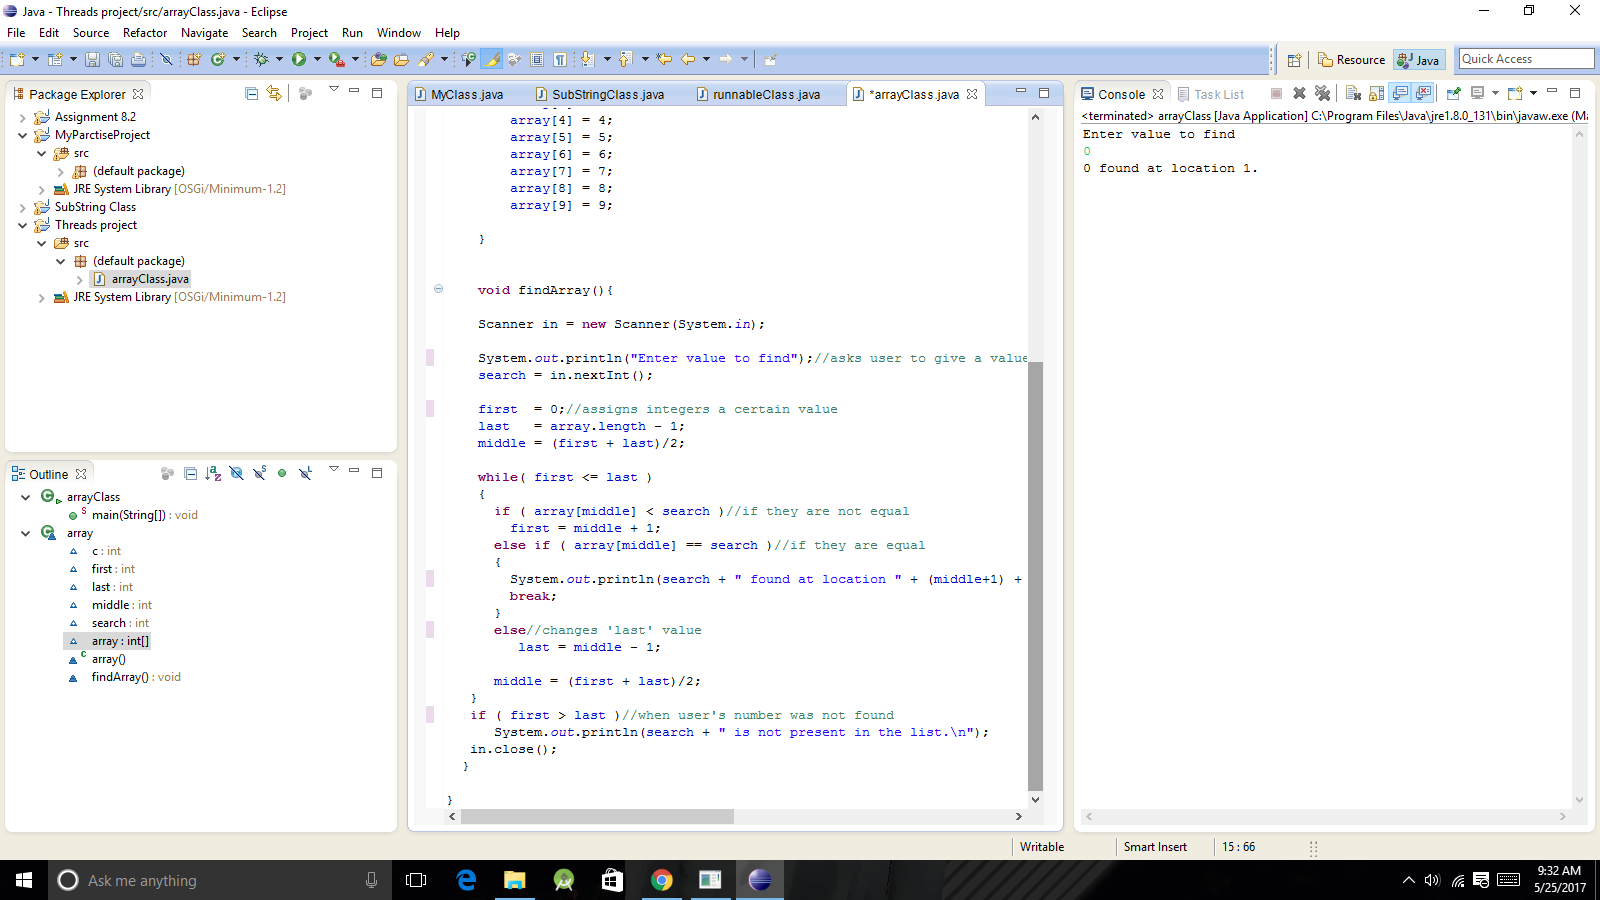 Java - Threads project/src/arrayClass.java - Eclipse
File Edit Source Refactor Navigate Search Project Run Window Help
Quick Access
Resource
Java
Package Explorer
Assignment 8.2
MyParctiseProject
src
(default package)
JRE System Library [OSGi/Minimum-1.2]
SubString Class
Threads project
src
(default package)
arrayClass.java
JRE System Library [OSGi/Minimum-1.2]
Outline
arrayClass
main(String[]) : void
array
c : int
first : int
last : int
middle : int
search : int
array : int[]
array()
findArray() : void
MyClass.java SubStringClass.java runnableClass.java *arrayClass.java
array[4] = 4;
array[5] = 5;
array[6] = 6;
array[7] = 7;
array[8] = 8;
array[9] = 9;
}
void findArray(){
Scanner in = new Scanner(System.in);
System.out.println("Enter value to find");//asks user to give a value
search = in.nextInt();
first = 0;//assigns integers a certain value
last = array.length - 1;
middle = (first + last)/2;
while( first <= last )
{
if ( array[middle] < search )//if they are not equal
first = middle + 1;
else if ( array[middle] == search )//if they are equal
{
System.out.println(search + " found at location " + (middle+1) +
break;
}
else//changes 'last' value
last = middle - 1;
middle = (first + last)/2;
}
if ( first > last )//when user's number was not found
System.out.println(search + " is not present in the list.\n");
in.close();
}
}
Console Task List
<terminated> arrayClass [Java Application] C:\Program Files\Java\jre1.8.0_131\bin\javaw.exe (Ma
Enter value to find
0
0 found at location 1.
Writable Smart Insert 15 : 66
Ask me anything
9:32 AM
5/25/2017